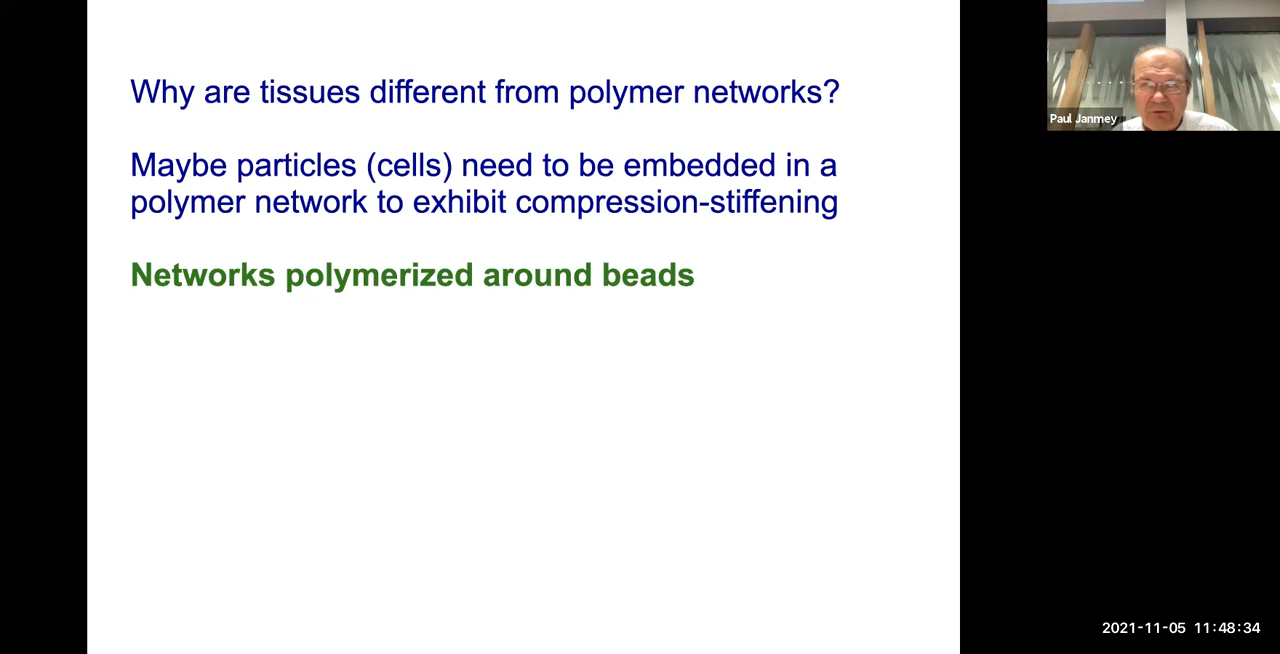 Why are tissues different from polymer networks?
Maybe particles (cells) need to be embedded in a
polymer network to exhibit compression-stiffening
Networks polymerized around beads
Paul Janmey
2021-11-05 11:48:34